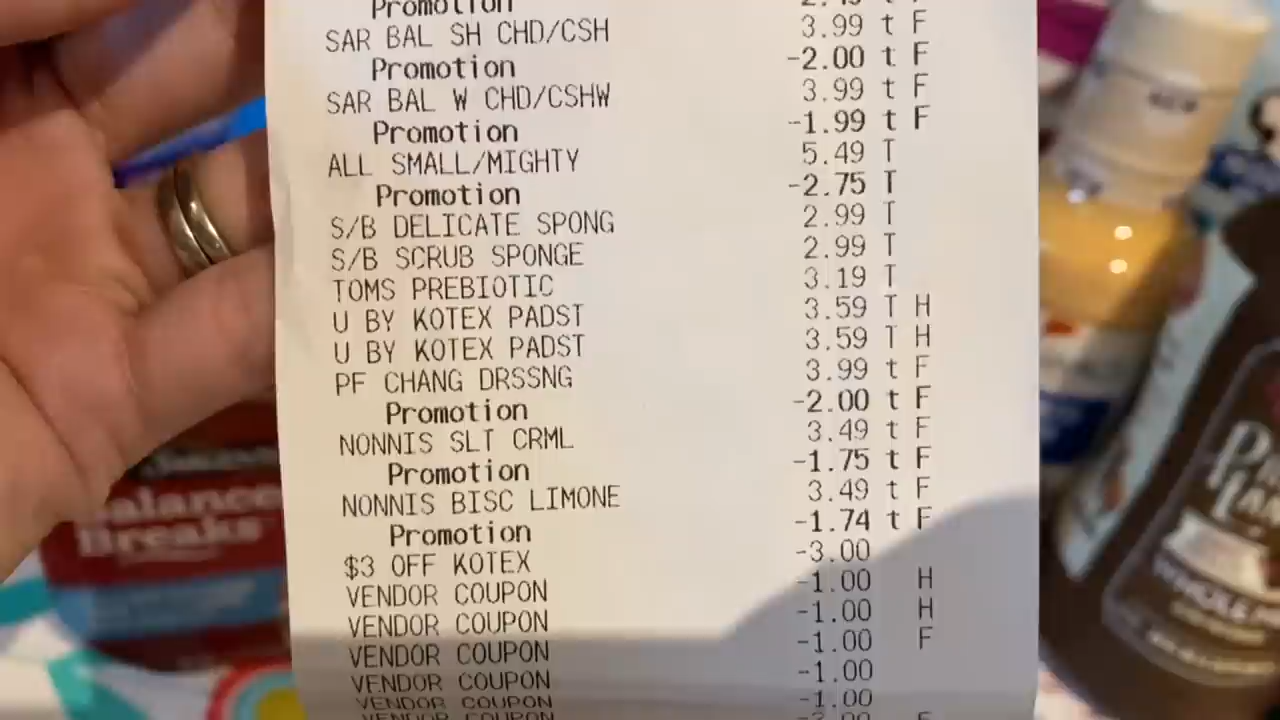 Promotion
SAR BAL SH CHD/CSH 3.99 t F
Promotion -2.00 t F
SAR BAL W CHD/CSHW 3.99 t F
Promotion -1.99 t F
ALL SMALL/MIGHTY 5.49 T
Promotion -2.75 T
S/B DELICATE SPONG 2.99 T
S/B SCRUB SPONGE 2.99 T
TOMS PREBIOTIC 3.19 T
U BY KOTEX PADST 3.59 T H
U BY KOTEX PADST 3.59 T H
PF CHANG DRSSNG 3.99 t F
Promotion -2.00 t F
NONNIS SLT CRML 3.49 t F
Promotion -1.75 t F
NONNIS BISC LIMONE 3.49 t F
Promotion -1.74 t F
$3 OFF KOTEX -3.00
VENDOR COUPON -1.00 H
VENDOR COUPON -1.00 H
VENDOR COUPON -1.00 F
VENDOR COUPON -1.00
VENDOR COUPON -1.00
VENDOR COUPON
Balance
Breaks